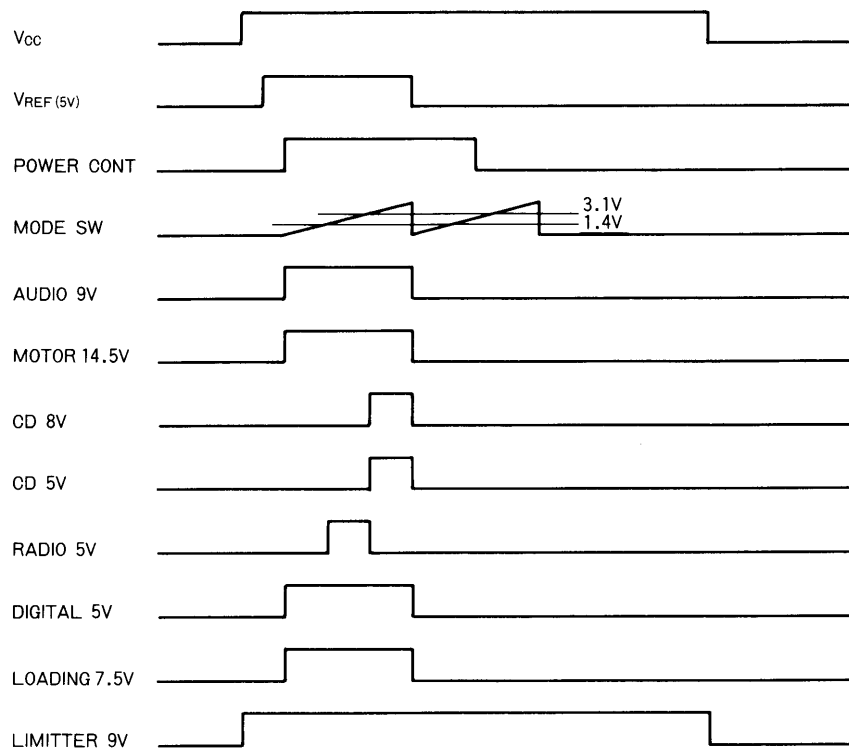 VCC
VREF (5V)
POWER CONT
MODE SW
3.1V
1.4V
AUDIO 9V
MOTOR 14.5V
CD 8V
CD 5V
RADIO 5V
DIGITAL 5V
LOADING 7.5V
LIMITTER 9V